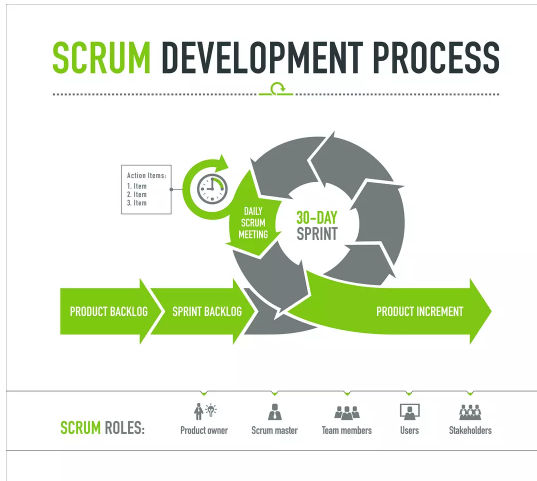 SCRUM DEVELOPMENT PROCESS
Action Items:
1. Item
2. Item
3. Item
DAILY
SCRUM
MEETING
30-DAY
SPRINT
PRODUCT BACKLOG
SPRINT BACKLOG
PRODUCT INCREMENT
SCRUM ROLES:
Product owner
Scrum master
Team members
Users
Stakeholders